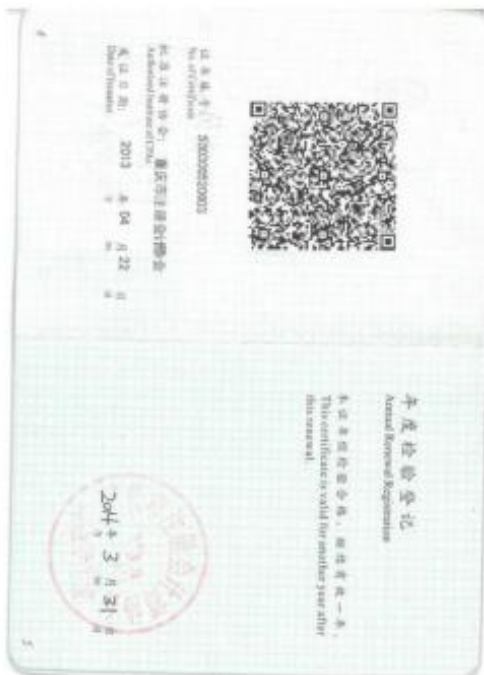 证书编号：
No. of Certificate
批准注册协会： 重庆市注册会计师协会
Authorized Institute of CPAs
发证日期： 2013 年 04 月 22 日
Date of Issuance
4
年度检验登记
Annual Renewal Registration
本证书经检验合格，继续有效一年。
This certificate is valid for another year after
this renewal.
2014 年 3 月 31 日
5